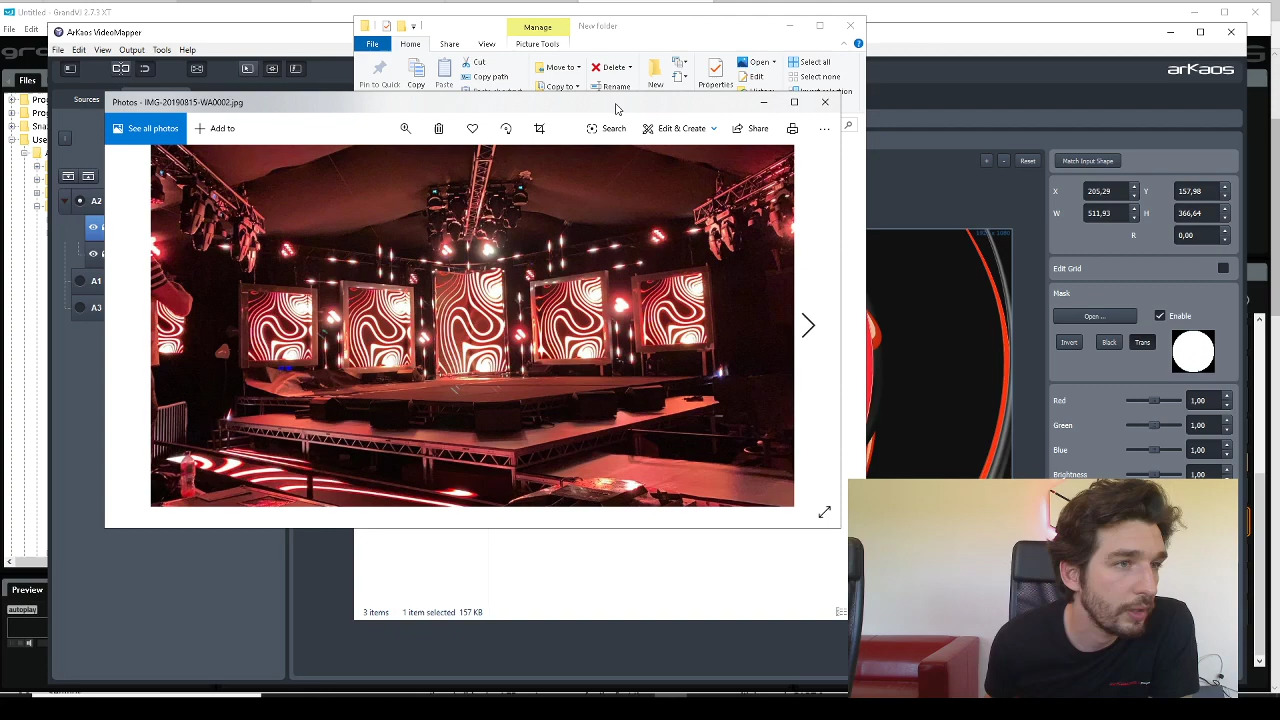 Untitled - GrandVJ 2.7.3 XT
File Edit
ArKaos VideoMapper
File Edit View Output Tools Help
Manage New folder
File Home Share View Picture Tools
Files
Sources
Pin to Quick Copy Paste Cut Copy path Move to Copy to Delete Rename New Properties Open Edit Select all Select none
arkaos
Photos - IMG-20190815-WA0002.jpg
See all photos Add to Search Edit & Create Share
Use
A2
A1
A3
+ - Reset Match Input Shape
X 205,29 Y 157,98
W 511,93 H 366,64
R 0,00
Edit Grid
Mask
Open ... Enable
Invert Black Trans
Red 1,00
Green 1,00
Blue 1,00
Brightness 1,00
Preview
autoplay
3 items 1 item selected 157 KB